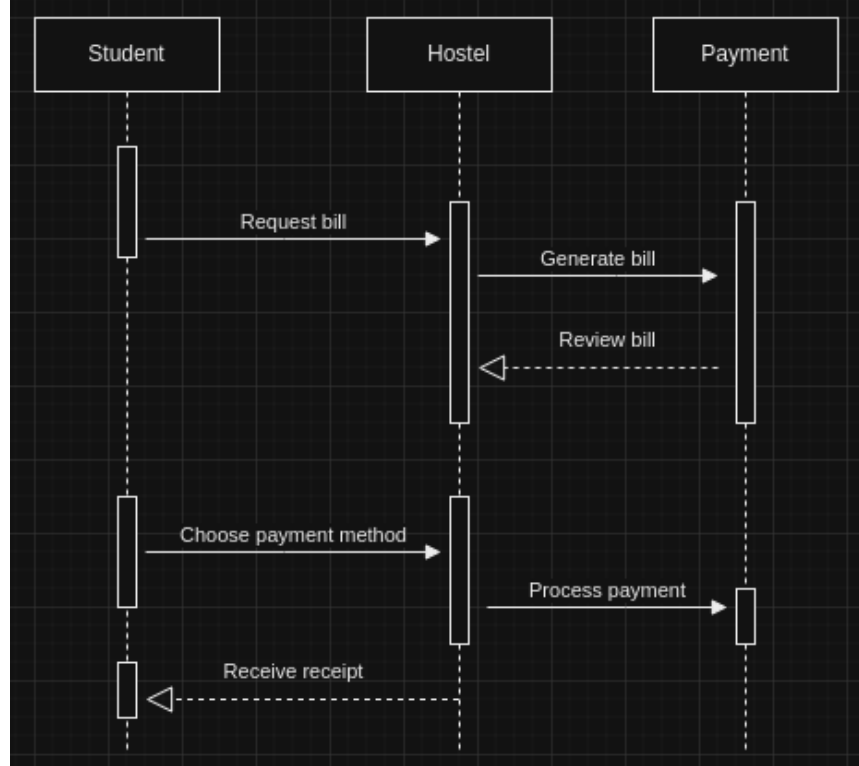 Student
Hostel
Payment
Request bill
Generate bill
Review bill
Choose payment method
Process payment
Receive receipt